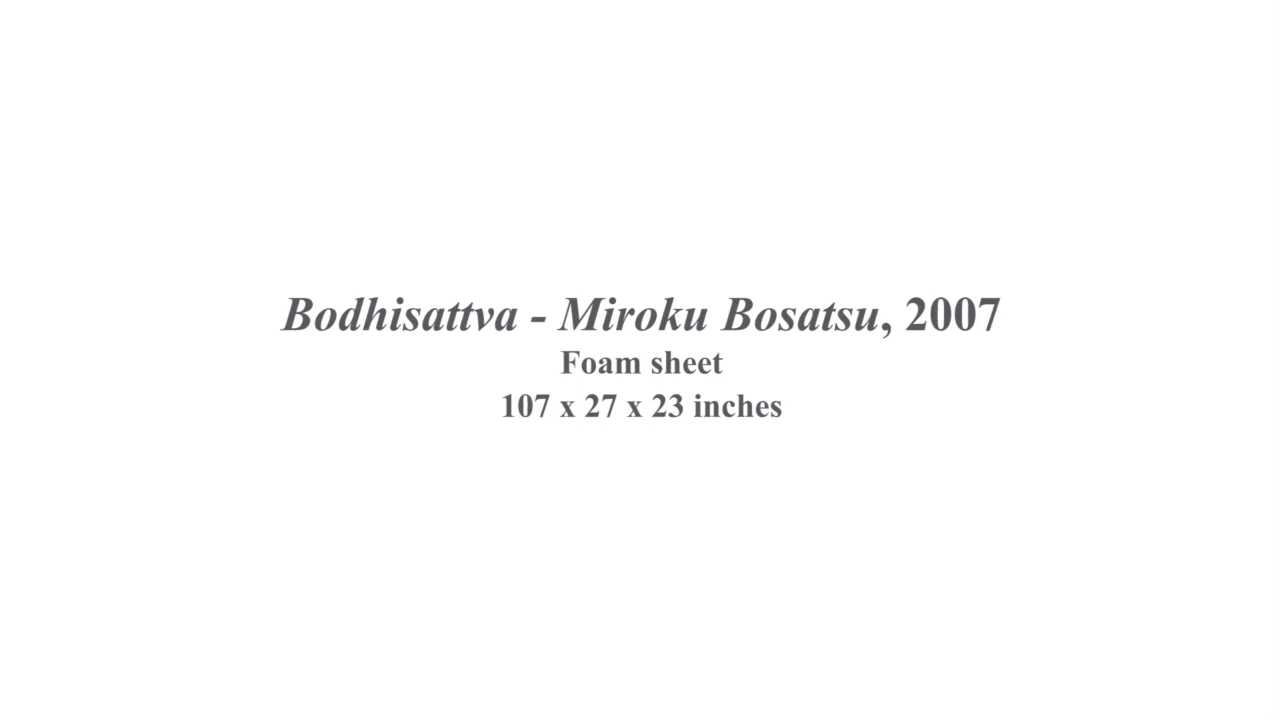 Bodhisattva - Miroku Bosatsu, 2007
Foam sheet
107 x 27 x 23 inches